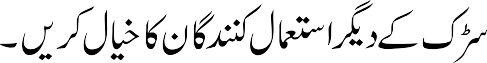 سڑک کے دیگر استعمال کنندگان کا خیال کریں۔